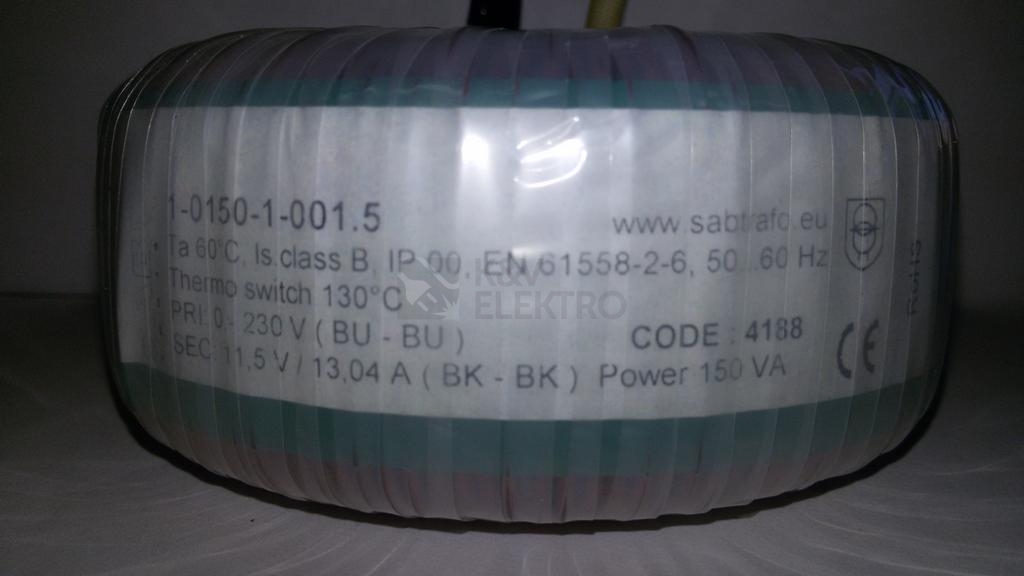 1-0150-1-001.5
www.sabtrafo.eu
Ta 60°C, Is.class B, IP 00, EN 61558-2-6, 50...60 Hz
Thermo switch 130°C
K&V
ELEKTRO
PRI: 0 - 230 V ( BU - BU )
CODE : 4188
SEC: 11,5 V / 13,04 A ( BK - BK ) Power 150 VA
CE
RoHS